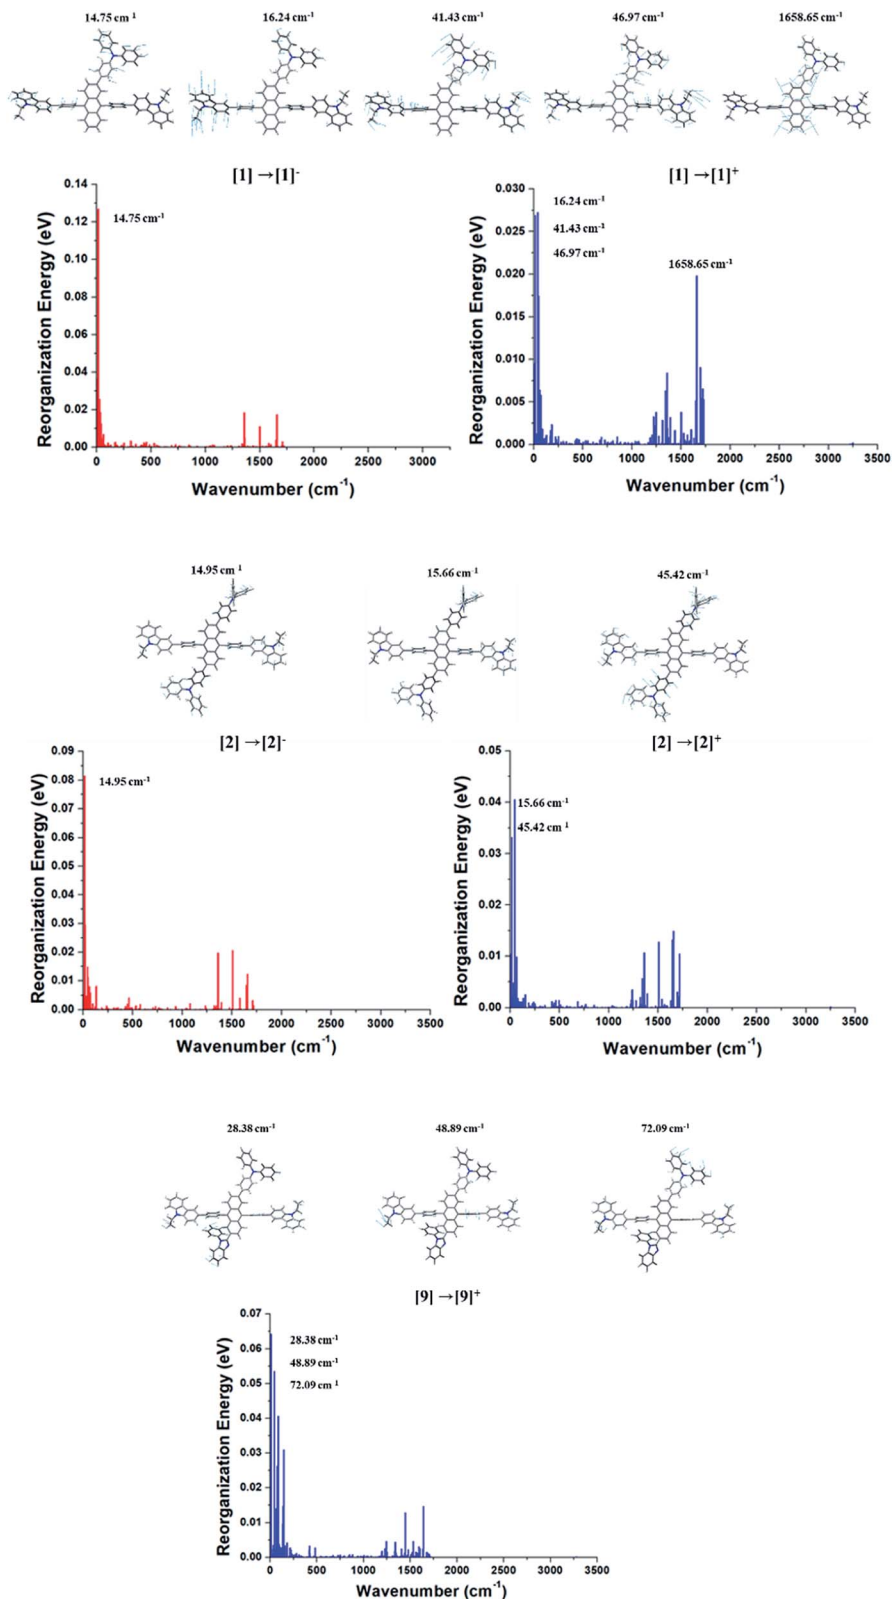 14.75 cm-1
16.24 cm-1
41.43 cm-1
46.97 cm-1
1658.65 cm-1
[1] →[1]-
0.14
0.12
0.10
0.08
0.06
0.04
0.02
0.00
Reorganization Energy (eV)
14.75 cm-1
0 500 1000 1500 2000 2500 3000
Wavenumber (cm-1)
[1] →[1]+
0.030
0.025
0.020
0.015
0.010
0.005
0.000
Reorganization Energy (eV)
16.24 cm-1
41.43 cm-1
46.97 cm-1
1658.65 cm-1
0 500 1000 1500 2000 2500 3000 3500
Wavenumber (cm-1)
14.95 cm 1
15.66 cm-1
45.42 cm-1
[2] →[2]-
0.09
0.08
0.07
0.06
0.05
0.04
0.03
0.02
0.01
0.00
Reorganization Energy (eV)
14.95 cm-1
0 500 1000 1500 2000 2500 3000 3500
Wavenumber (cm-1)
[2] →[2]+
0.05
0.04
0.03
0.02
0.01
0.00
Reorganization Energy (eV)
15.66 cm-1
45.42 cm 1
0 500 1000 1500 2000 2500 3000 3500
Wavenumber (cm-1)
28.38 cm-1
48.89 cm-1
72.09 cm-1
[9] →[9]+
0.07
0.06
0.05
0.04
0.03
0.02
0.01
0.00
Reorganization Energy (eV)
28.38 cm-1
48.89 cm-1
72.09 cm 1
0 500 1000 1500 2000 2500 3000 3500
Wavenumber (cm-1)